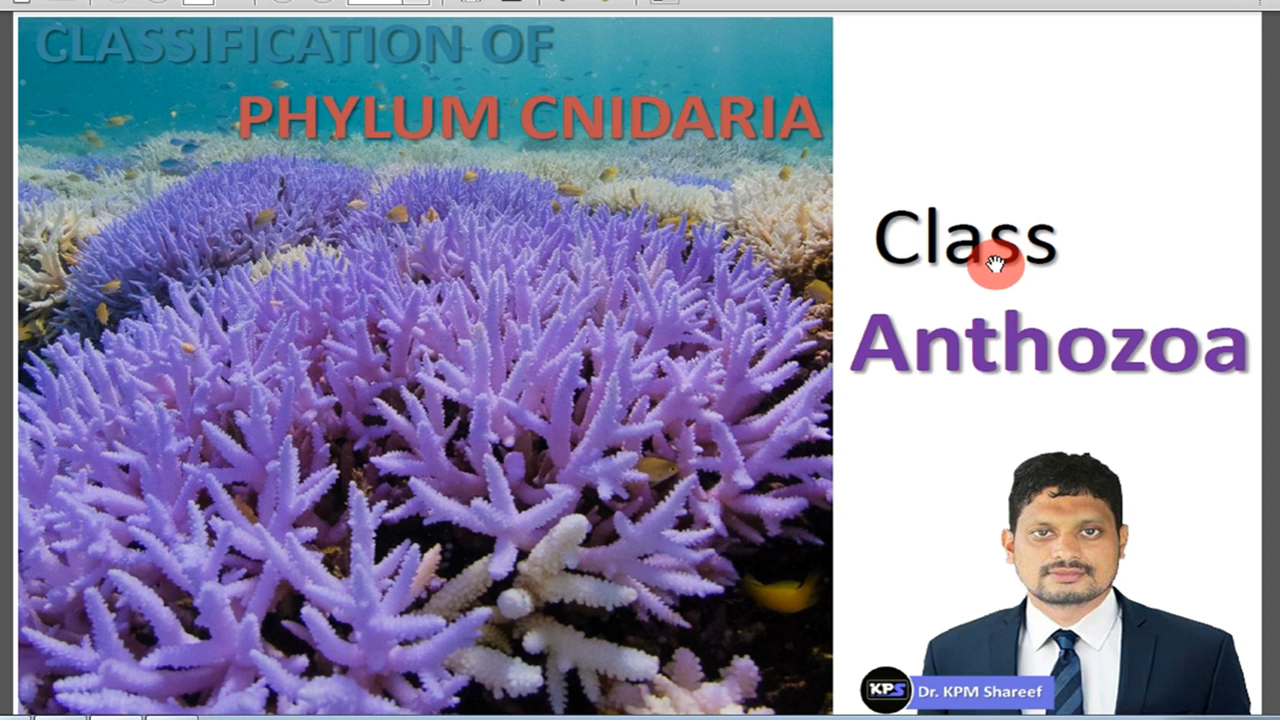 CLASSIFICATION OF
PHYLUM CNIDARIA
Class
Anthozoa
KPS
Dr. KPM Shareef